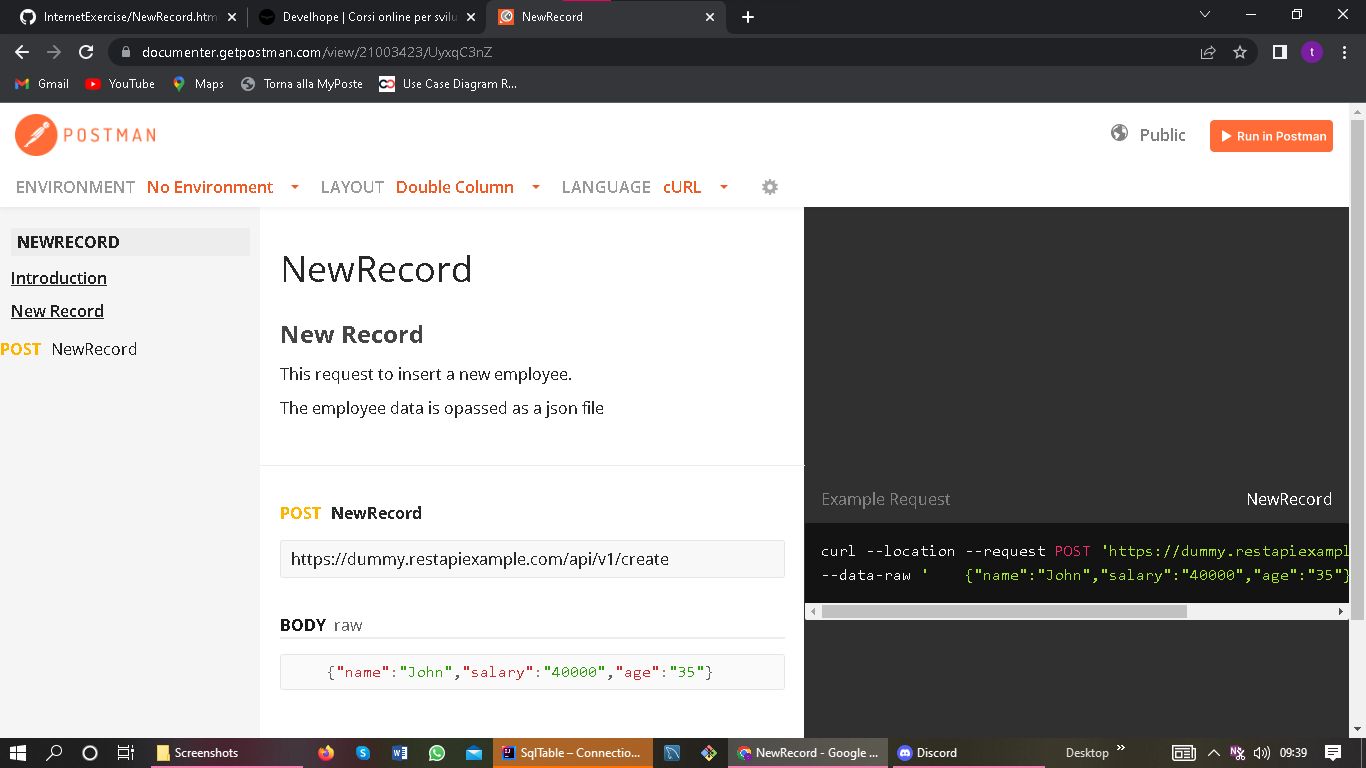 InternetExercise/NewRecord.htm
Develhope | Corsi online per svilu
NewRecord
documenter.getpostman.com/view/21003423/UyxqC3nZ
t
Gmail
YouTube
Maps
Torna alla MyPoste
Use Case Diagram R...
POSTMAN
Public
Run in Postman
ENVIRONMENT No Environment LAYOUT Double Column LANGUAGE cURL
NEWRECORD
Introduction
New Record
POST NewRecord
NewRecord
New Record
This request to insert a new employee.
The employee data is opassed as a json file
POST NewRecord
https://dummy.restapiexample.com/api/v1/create
BODY raw
{"name":"John","salary":"40000","age":"35"}
Example Request NewRecord
curl --location --request POST 'https://dummy.restapiexampl
--data-raw ' {"name":"John","salary":"40000","age":"35"}
Screenshots
SqlTable – Connectio...
NewRecord - Google ...
Discord
Desktop
09:39